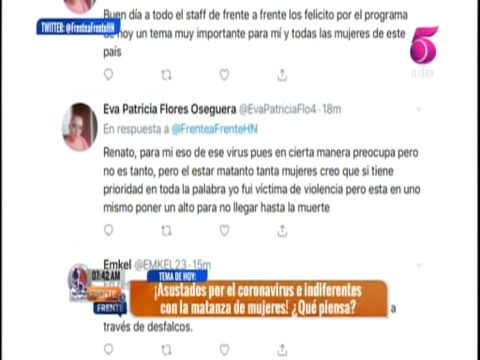 Buen día a todo el staff de frente a frente los felicito por el programa
TWITTER: @FrenteaFrenteHN
de hoy un tema muy importante para mí y todas las mujeres de este
país
5
EL LÍDER
Eva Patricia Flores Oseguera @EvaPatriciaFlo4 · 18m
En respuesta a @FrenteaFrenteHN
Renato, para mi eso de ese virus pues en cierta manera preocupa pero
no es tanto, pero el estar matanto tanta mujeres creo que si tiene
prioridad en toda la palabra yo fui víctima de violencia pero esta en uno
mismo poner un alto para no llegar hasta la muerte
Emkel @EMKEL23 · 15m
07:42 AM
TEMA DE HOY:
FRENTE
FRENTE
¡Asustados por el coronavirus e indiferentes
con la matanza de mujeres! ¿Qué piensa?
a
través de desfalcos.